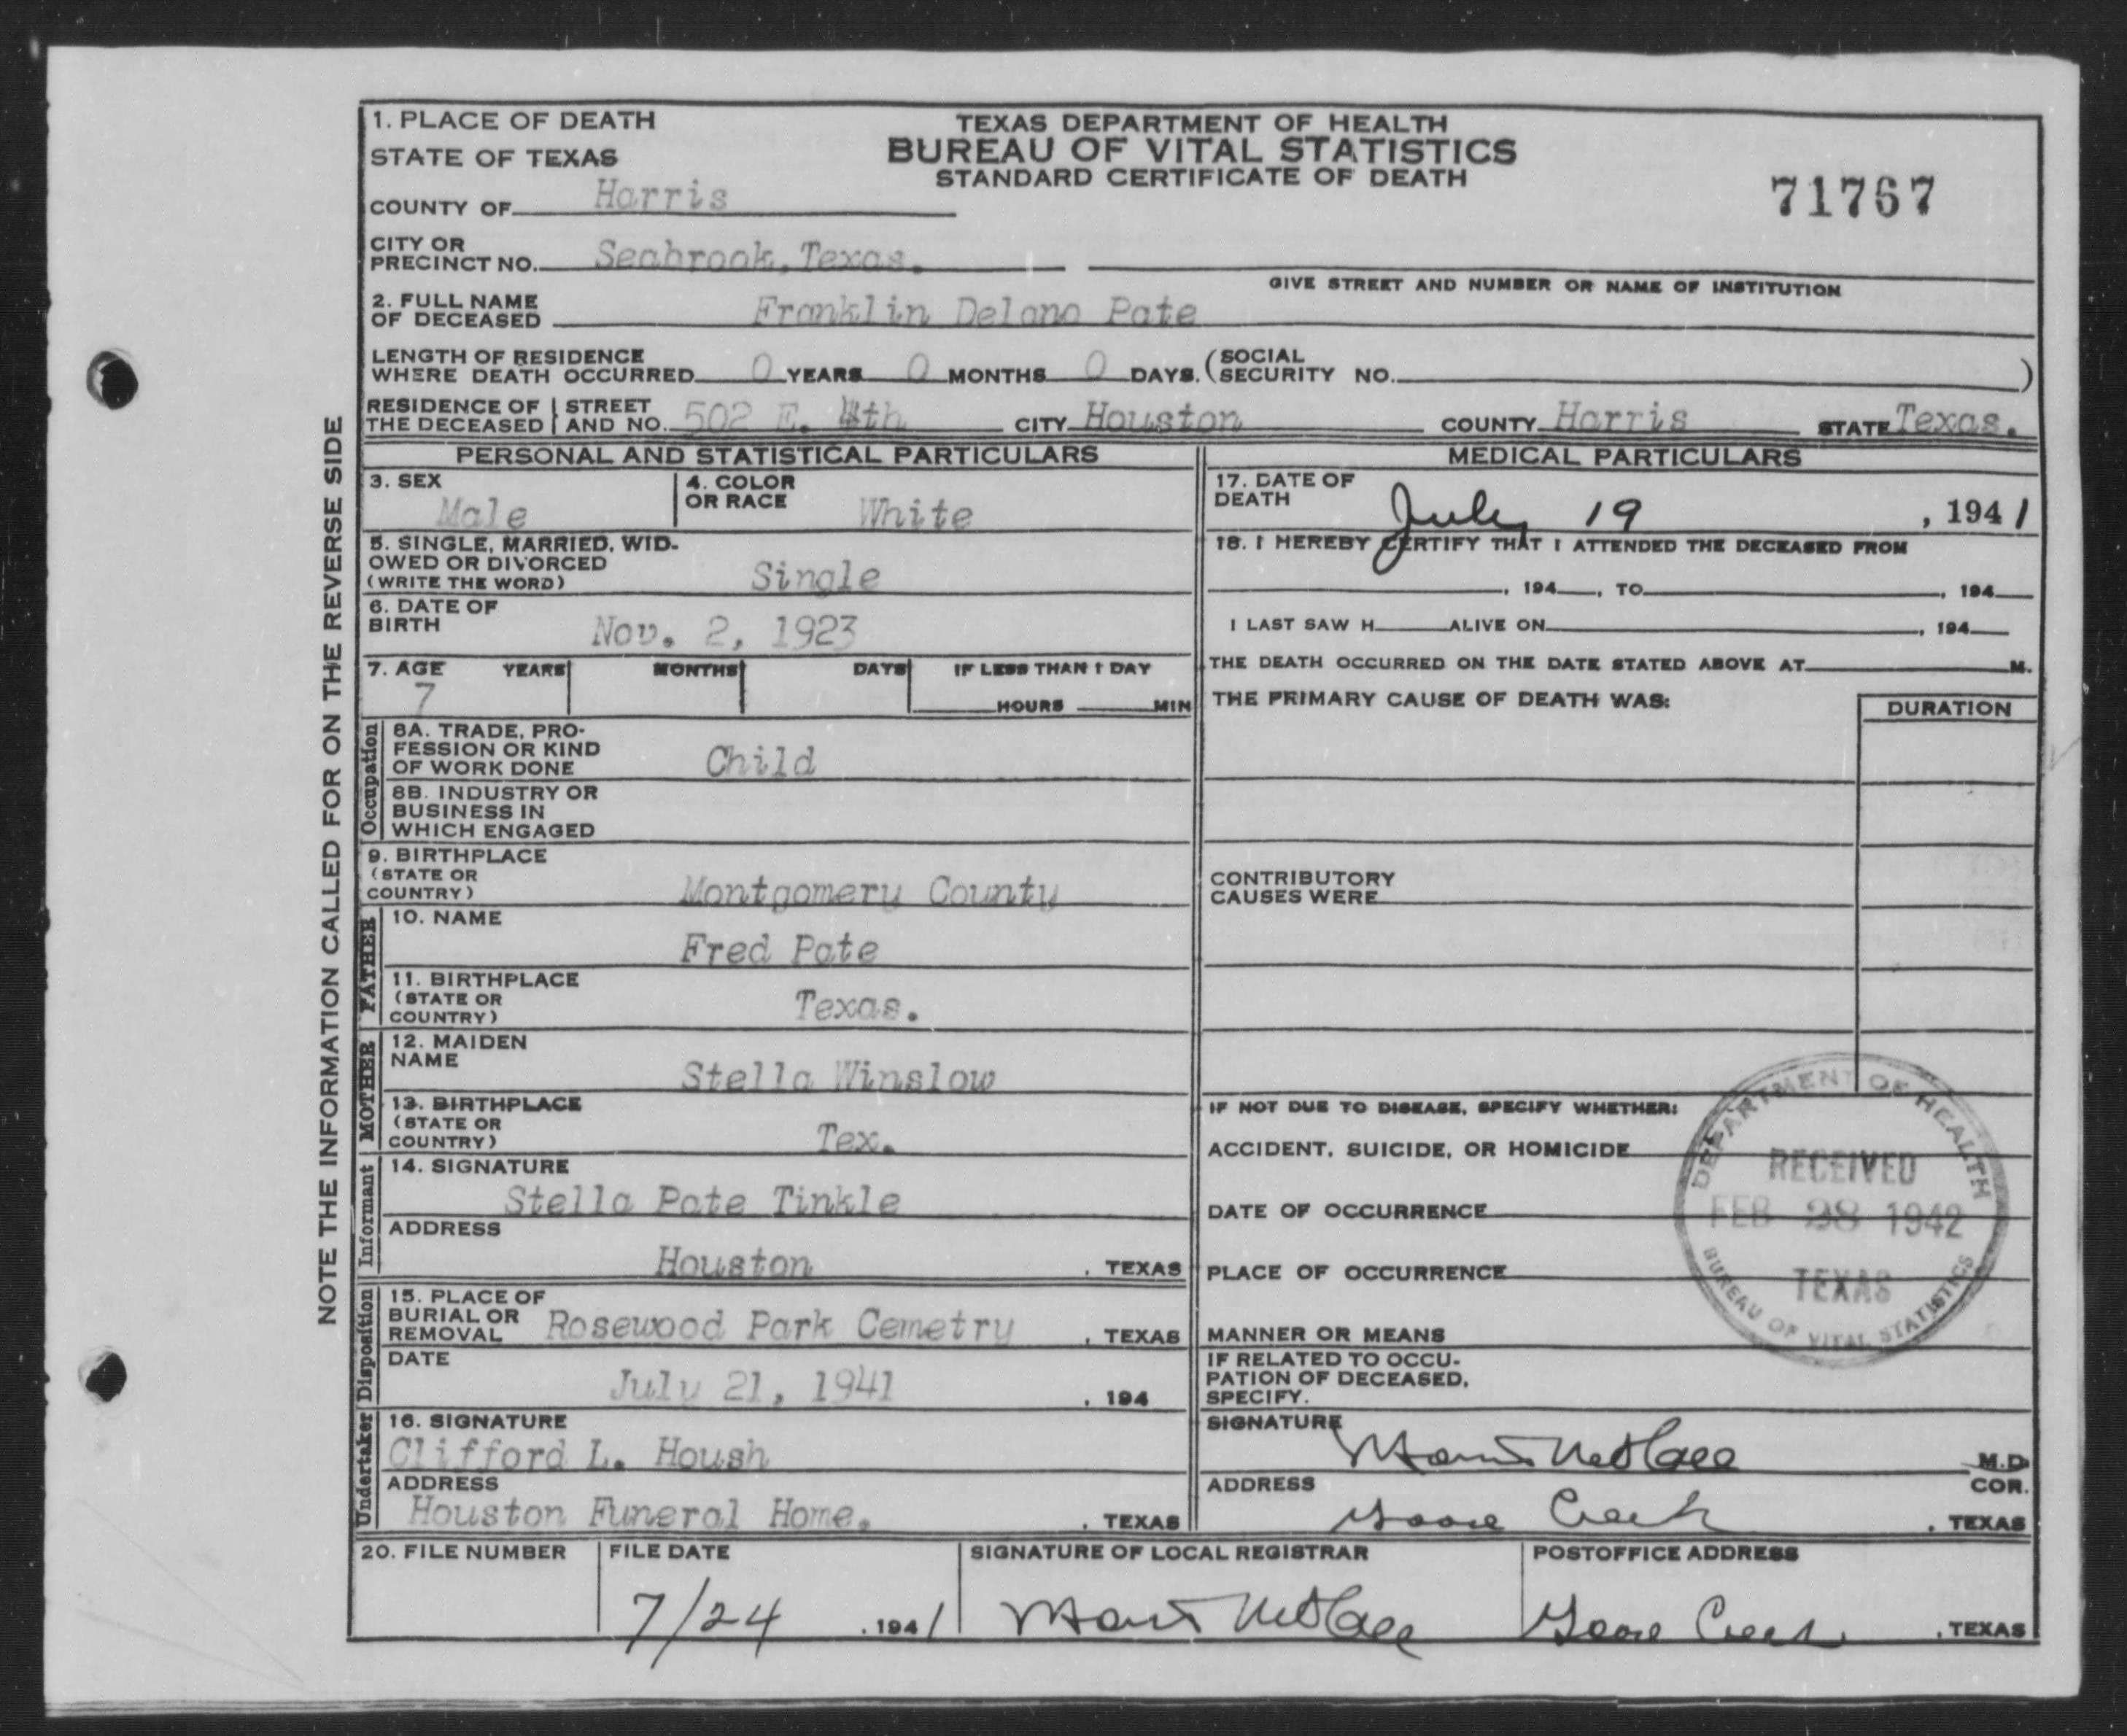 1. PLACE OF DEATH
STATE OF TEXAS
TEXAS DEPARTMENT OF HEALTH
BUREAU OF VITAL STATISTICS
STANDARD CERTIFICATE OF DEATH
71767
COUNTY OF Harris
CITY OR
PRECINCT NO. Seabrook, Texas.
GIVE STREET AND NUMBER OR NAME OF INSTITUTION
2. FULL NAME
OF DECEASED Franklin Delano Pate
LENGTH OF RESIDENCE
WHERE DEATH OCCURRED 0 YEARS 0 MONTHS 0 DAYS. (SOCIAL
SECURITY NO. )
RESIDENCE OF THE DECEASED STREET AND NO. 502 E. 4th CITY Houston COUNTY Harris STATE Texas.
NOTE THE INFORMATION CALLED FOR ON THE REVERSE SIDE
PERSONAL AND STATISTICAL PARTICULARS
3. SEX Male
4. COLOR
OR RACE White
5. SINGLE, MARRIED, WID-
OWED OR DIVORCED
(WRITE THE WORD) Single
6. DATE OF
BIRTH Nov. 2, 1923
7. AGE YEARS MONTHS DAYS IF LESS THAN 1 DAY
7 HOURS MIN
Occupation
8A. TRADE, PRO-
FESSION OR KIND
OF WORK DONE Child
8B. INDUSTRY OR
BUSINESS IN
WHICH ENGAGED
9. BIRTHPLACE
(STATE OR
COUNTRY) Montgomery County
FATHER
10. NAME
Fred Pate
11. BIRTHPLACE
(STATE OR
COUNTRY) Texas.
MOTHER
12. MAIDEN
NAME
Stella Winslow
13. BIRTHPLACE
(STATE OR
COUNTRY) Tex.
Informant
14. SIGNATURE
Stella Pate Tinkle
ADDRESS
Houston , TEXAS
Disposition
15. PLACE OF
BURIAL OR
REMOVAL Rosewood Park Cemetry , TEXAS
DATE
July 21, 1941 , 194
Undertaker
16. SIGNATURE
Clifford L. Housh
ADDRESS
Houston Funeral Home. , TEXAS
MEDICAL PARTICULARS
17. DATE OF
DEATH July 19 , 1941
18. I HEREBY CERTIFY THAT I ATTENDED THE DECEASED FROM
, 194 , TO , 194
I LAST SAW H ALIVE ON , 194
THE DEATH OCCURRED ON THE DATE STATED ABOVE AT M.
THE PRIMARY CAUSE OF DEATH WAS:
DURATION
CONTRIBUTORY
CAUSES WERE
IF NOT DUE TO DISEASE, SPECIFY WHETHER:
ACCIDENT, SUICIDE, OR HOMICIDE
DATE OF OCCURRENCE
PLACE OF OCCURRENCE
MANNER OR MEANS
IF RELATED TO OCCU-
PATION OF DECEASED,
SPECIFY.
DEPARTMENT OF HEALTH
RECEIVED
FEB 28 1942
TEXAS
BUREAU OF VITAL STATISTICS
SIGNATURE
M.D.
COR.
ADDRESS
Goose Creek , TEXAS
20. FILE NUMBER
FILE DATE
7/24 , 1941
SIGNATURE OF LOCAL REGISTRAR
POSTOFFICE ADDRESS
Goose Creek , TEXAS